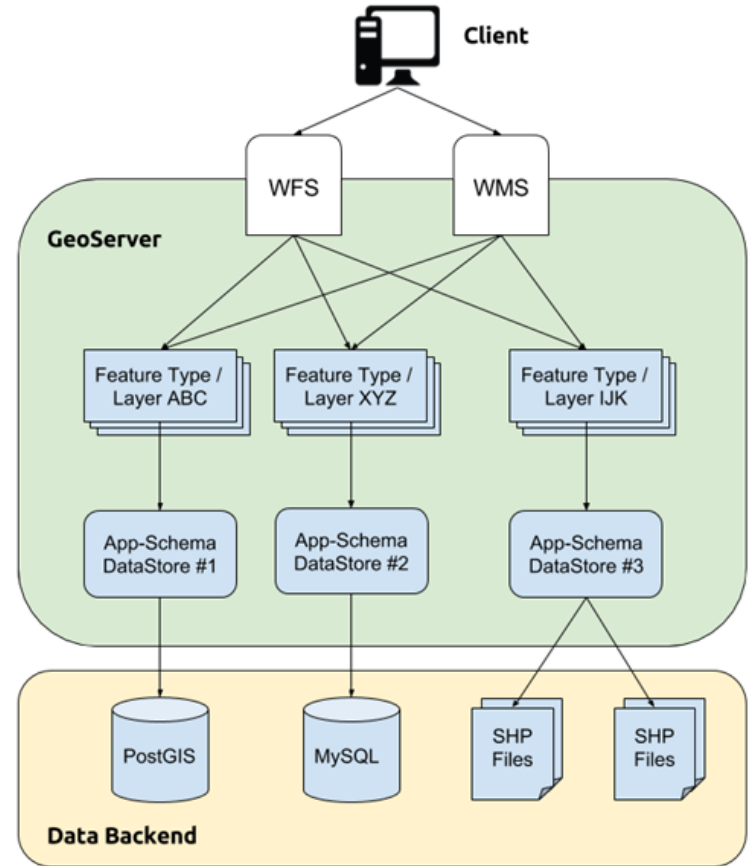 Client
WFS
WMS
GeoServer
Feature Type /
Layer ABC
Feature Type /
Layer XYZ
Feature Type /
Layer IJK
App-Schema
DataStore #1
App-Schema
DataStore #2
App-Schema
DataStore #3
PostGIS
MySQL
SHP
Files
SHP
Files
Data Backend